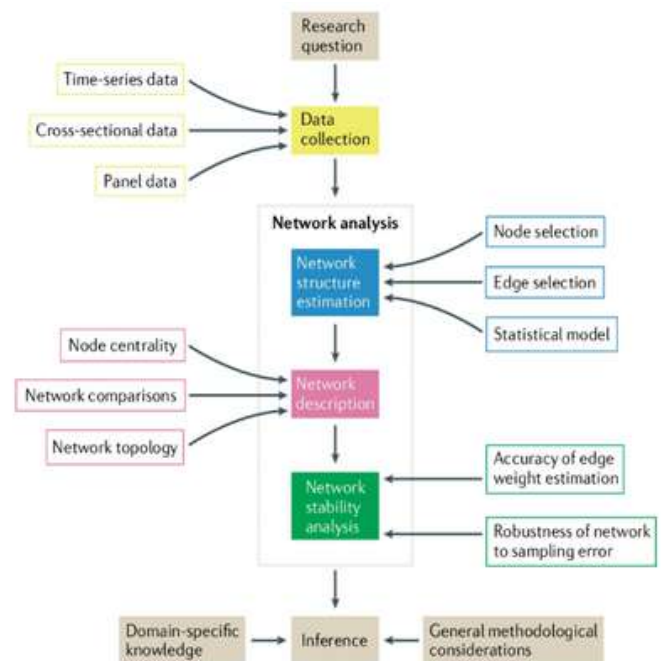 Research
question
Time-series data
Cross-sectional data
Panel data
Data
collection
Network analysis
Network
structure
estimation
Node selection
Edge selection
Statistical model
Node centrality
Network comparisons
Network topology
Network
description
Network
stability
analysis
Accuracy of edge
weight estimation
Robustness of network
to sampling error
Domain-specific
knowledge
Inference
General methodological
considerations